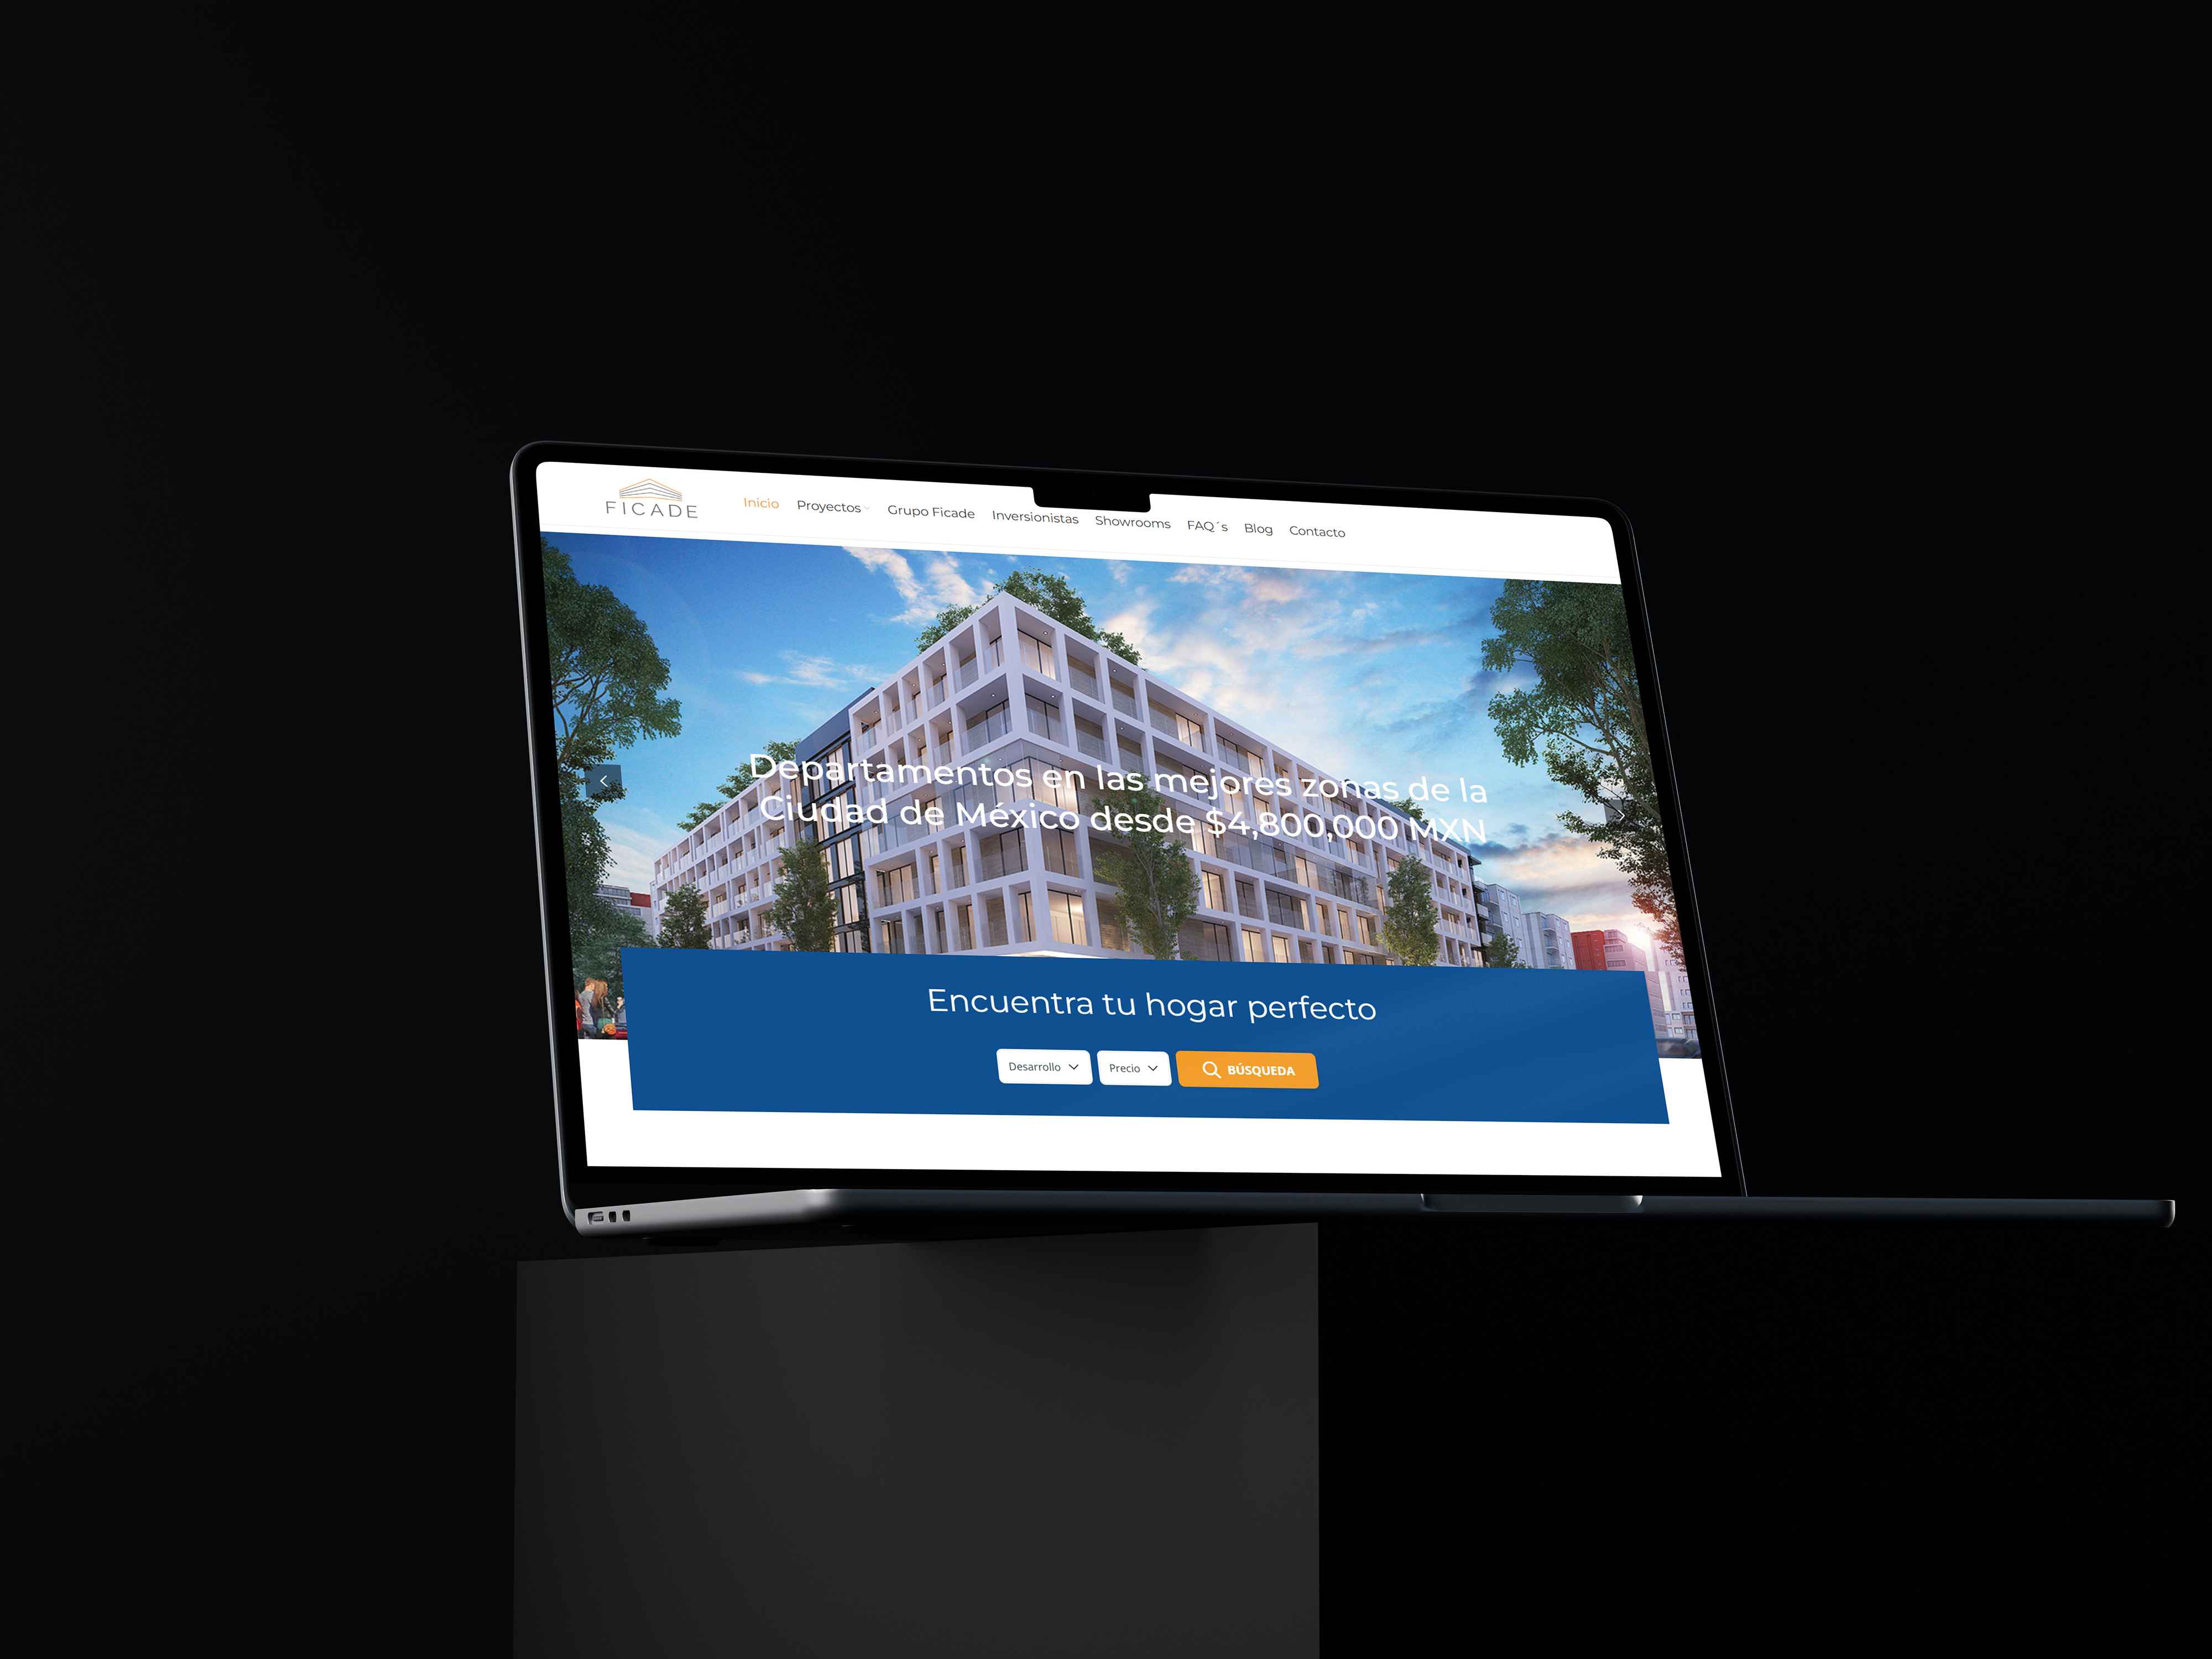 FICADE
Inicio Proyectos Grupo Ficade Inversionistas Showrooms FAQ´s Blog Contacto
Departamentos en las mejores zonas de la
Ciudad de México desde $4,800,000 MXN
Encuentra tu hogar perfecto
Desarrollo Precio BÚSQUEDA